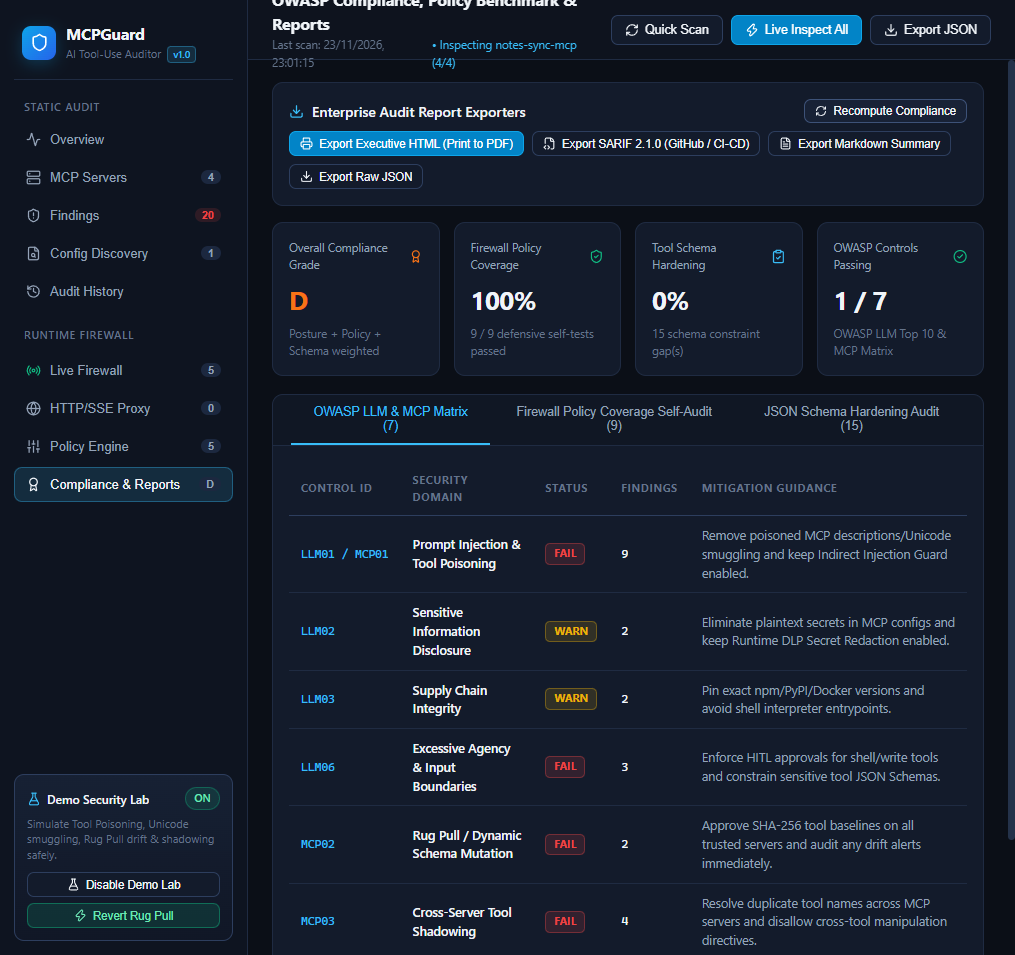 MCPGuard
AI Tool-Use Auditor v1.0
STATIC AUDIT
Overview
MCP Servers 4
Findings 20
Config Discovery 1
Audit History
RUNTIME FIREWALL
Live Firewall 5
HTTP/SSE Proxy 0
Policy Engine 5
Compliance & Reports D
Demo Security Lab ON
Simulate Tool Poisoning, Unicode
smuggling, Rug Pull drift & shadowing
safely.
Disable Demo Lab
Revert Rug Pull
OWASP Compliance, Policy Benchmark &
Reports
Last scan: 23/11/2026,
23:01:15
• Inspecting notes-sync-mcp
(4/4)
Quick Scan
Live Inspect All
Export JSON
Enterprise Audit Report Exporters
Recompute Compliance
Export Executive HTML (Print to PDF)
Export SARIF 2.1.0 (GitHub / CI-CD)
Export Markdown Summary
Export Raw JSON
Overall Compliance
Grade
D
Posture + Policy +
Schema weighted
Firewall Policy
Coverage
100%
9 / 9 defensive self-tests
passed
Tool Schema
Hardening
0%
15 schema constraint
gap(s)
OWASP Controls
Passing
1 / 7
OWASP LLM Top 10 &
MCP Matrix
OWASP LLM & MCP Matrix
(7)
Firewall Policy Coverage Self-Audit
(9)
JSON Schema Hardening Audit
(15)
CONTROL ID
SECURITY
DOMAIN
STATUS
FINDINGS
MITIGATION GUIDANCE
LLM01 / MCP01
Prompt Injection &
Tool Poisoning
FAIL
9
Remove poisoned MCP descriptions/Unicode
smuggling and keep Indirect Injection Guard
enabled.
LLM02
Sensitive
Information
Disclosure
WARN
2
Eliminate plaintext secrets in MCP configs and
keep Runtime DLP Secret Redaction enabled.
LLM03
Supply Chain
Integrity
WARN
2
Pin exact npm/PyPI/Docker versions and
avoid shell interpreter entrypoints.
LLM06
Excessive Agency
& Input
Boundaries
FAIL
3
Enforce HITL approvals for shell/write tools
and constrain sensitive tool JSON Schemas.
MCP02
Rug Pull / Dynamic
Schema Mutation
FAIL
2
Approve SHA-256 tool baselines on all
trusted servers and audit any drift alerts
immediately.
MCP03
Cross-Server Tool
Shadowing
FAIL
4
Resolve duplicate tool names across MCP
servers and disallow cross-tool manipulation
directives.